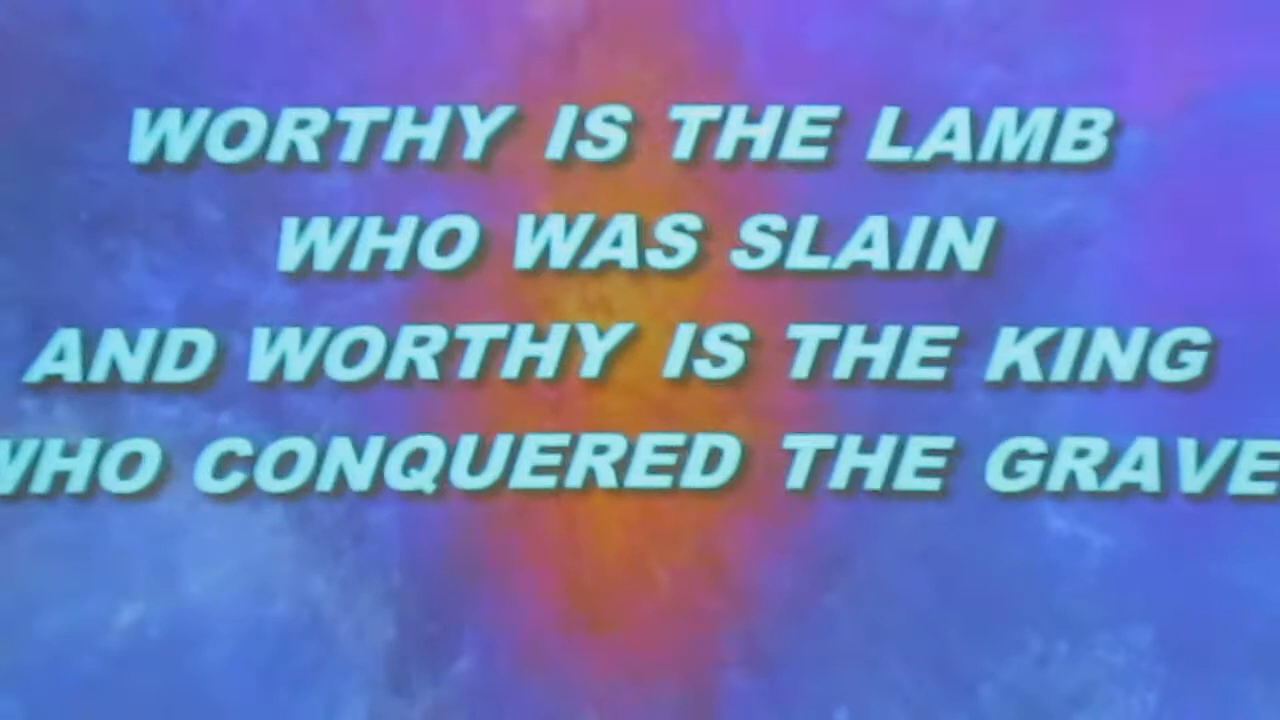 WORTHY IS THE LAMB
WHO WAS SLAIN
AND WORTHY IS THE KING
WHO CONQUERED THE GRAVE